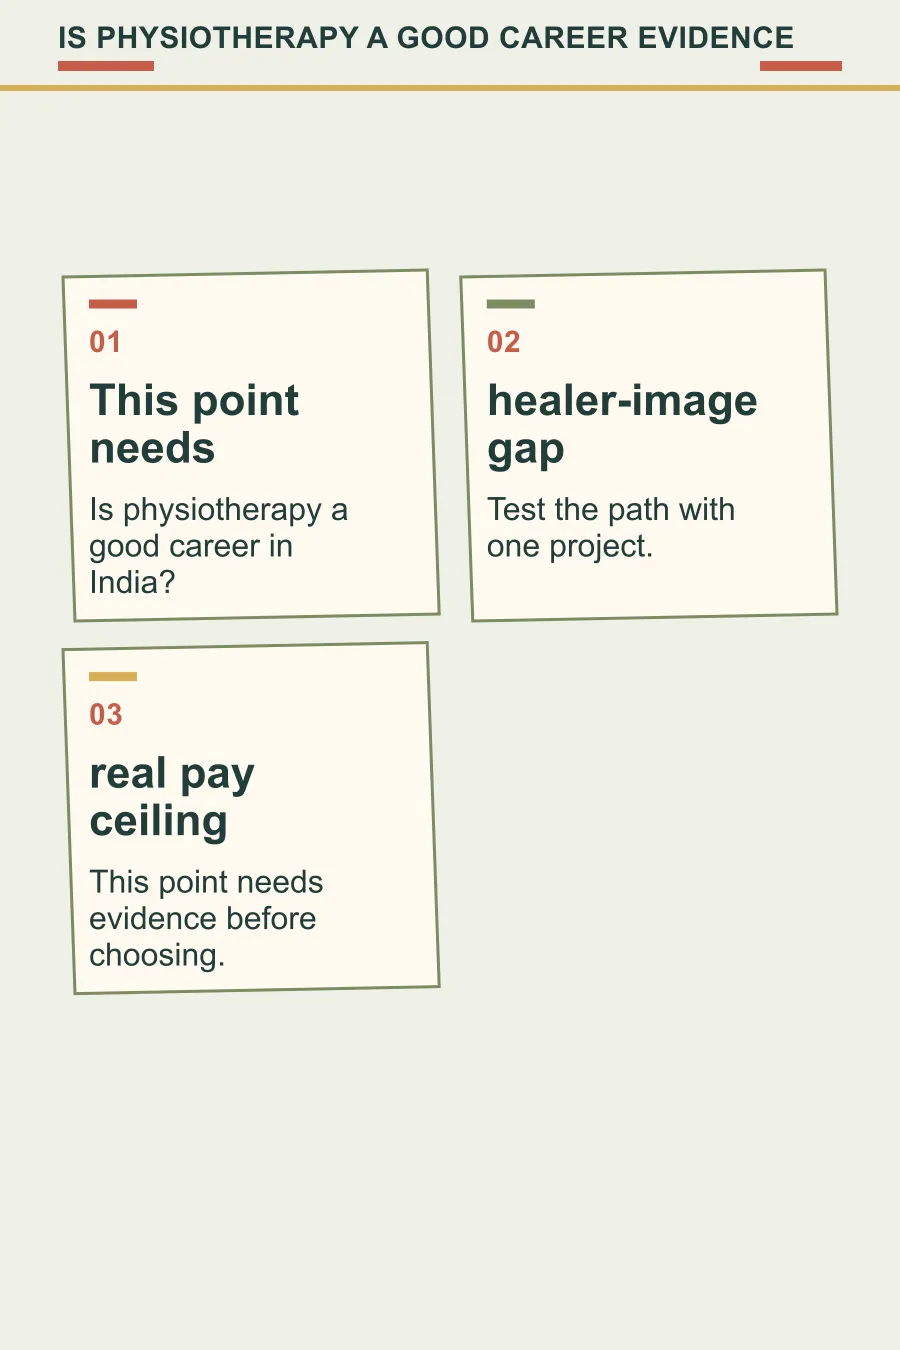 IS PHYSIOTHERAPY A GOOD CAREER EVIDENCE
01
This point
needs
Is physiotherapy a
good career in
India?
02
healer-image
gap
Test the path with
one project.
03
real pay
ceiling
This point needs
evidence before
choosing.